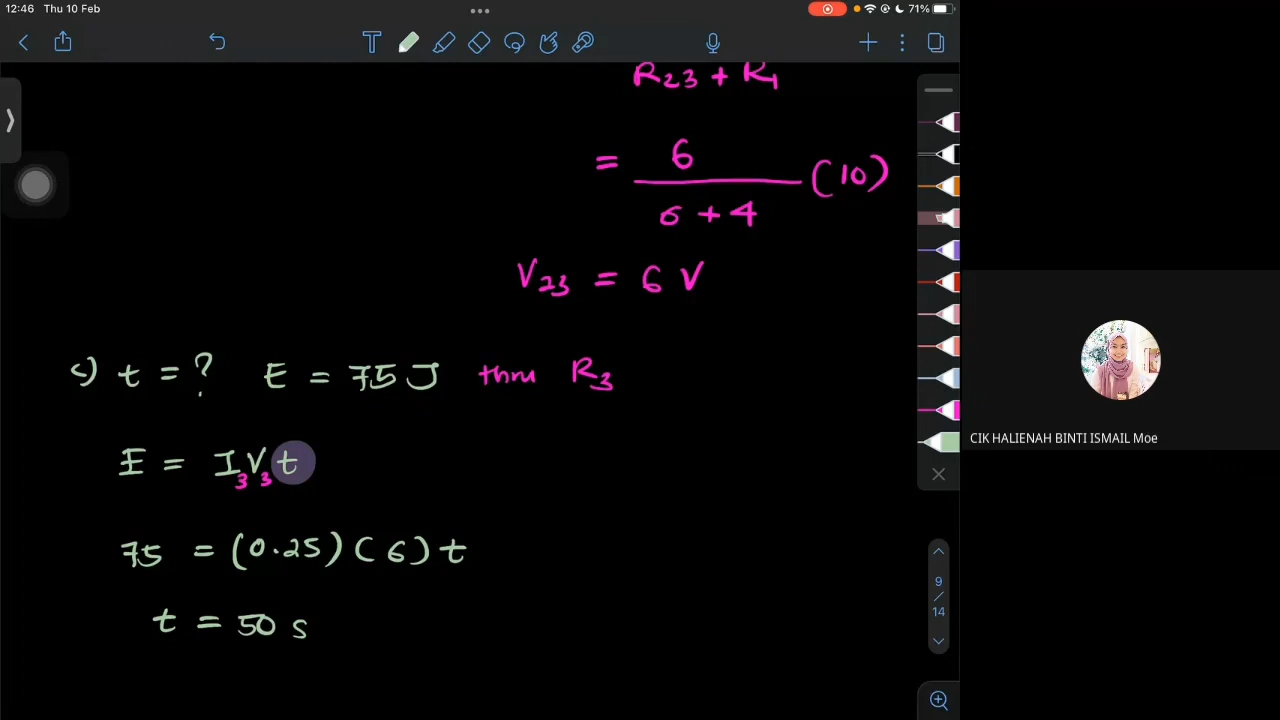 12:46 Thu 10 Feb
71%
T
R₂₃ + R₁
= 6 / (6 + 4) (10)
V₂₃ = 6 V
c) t = ? E = 75 J thru R₃
E = I₃V₃t
75 = (0.25)(6)t
t = 50 s
9
/
14
CIK HALIENAH BINTI ISMAIL Moe